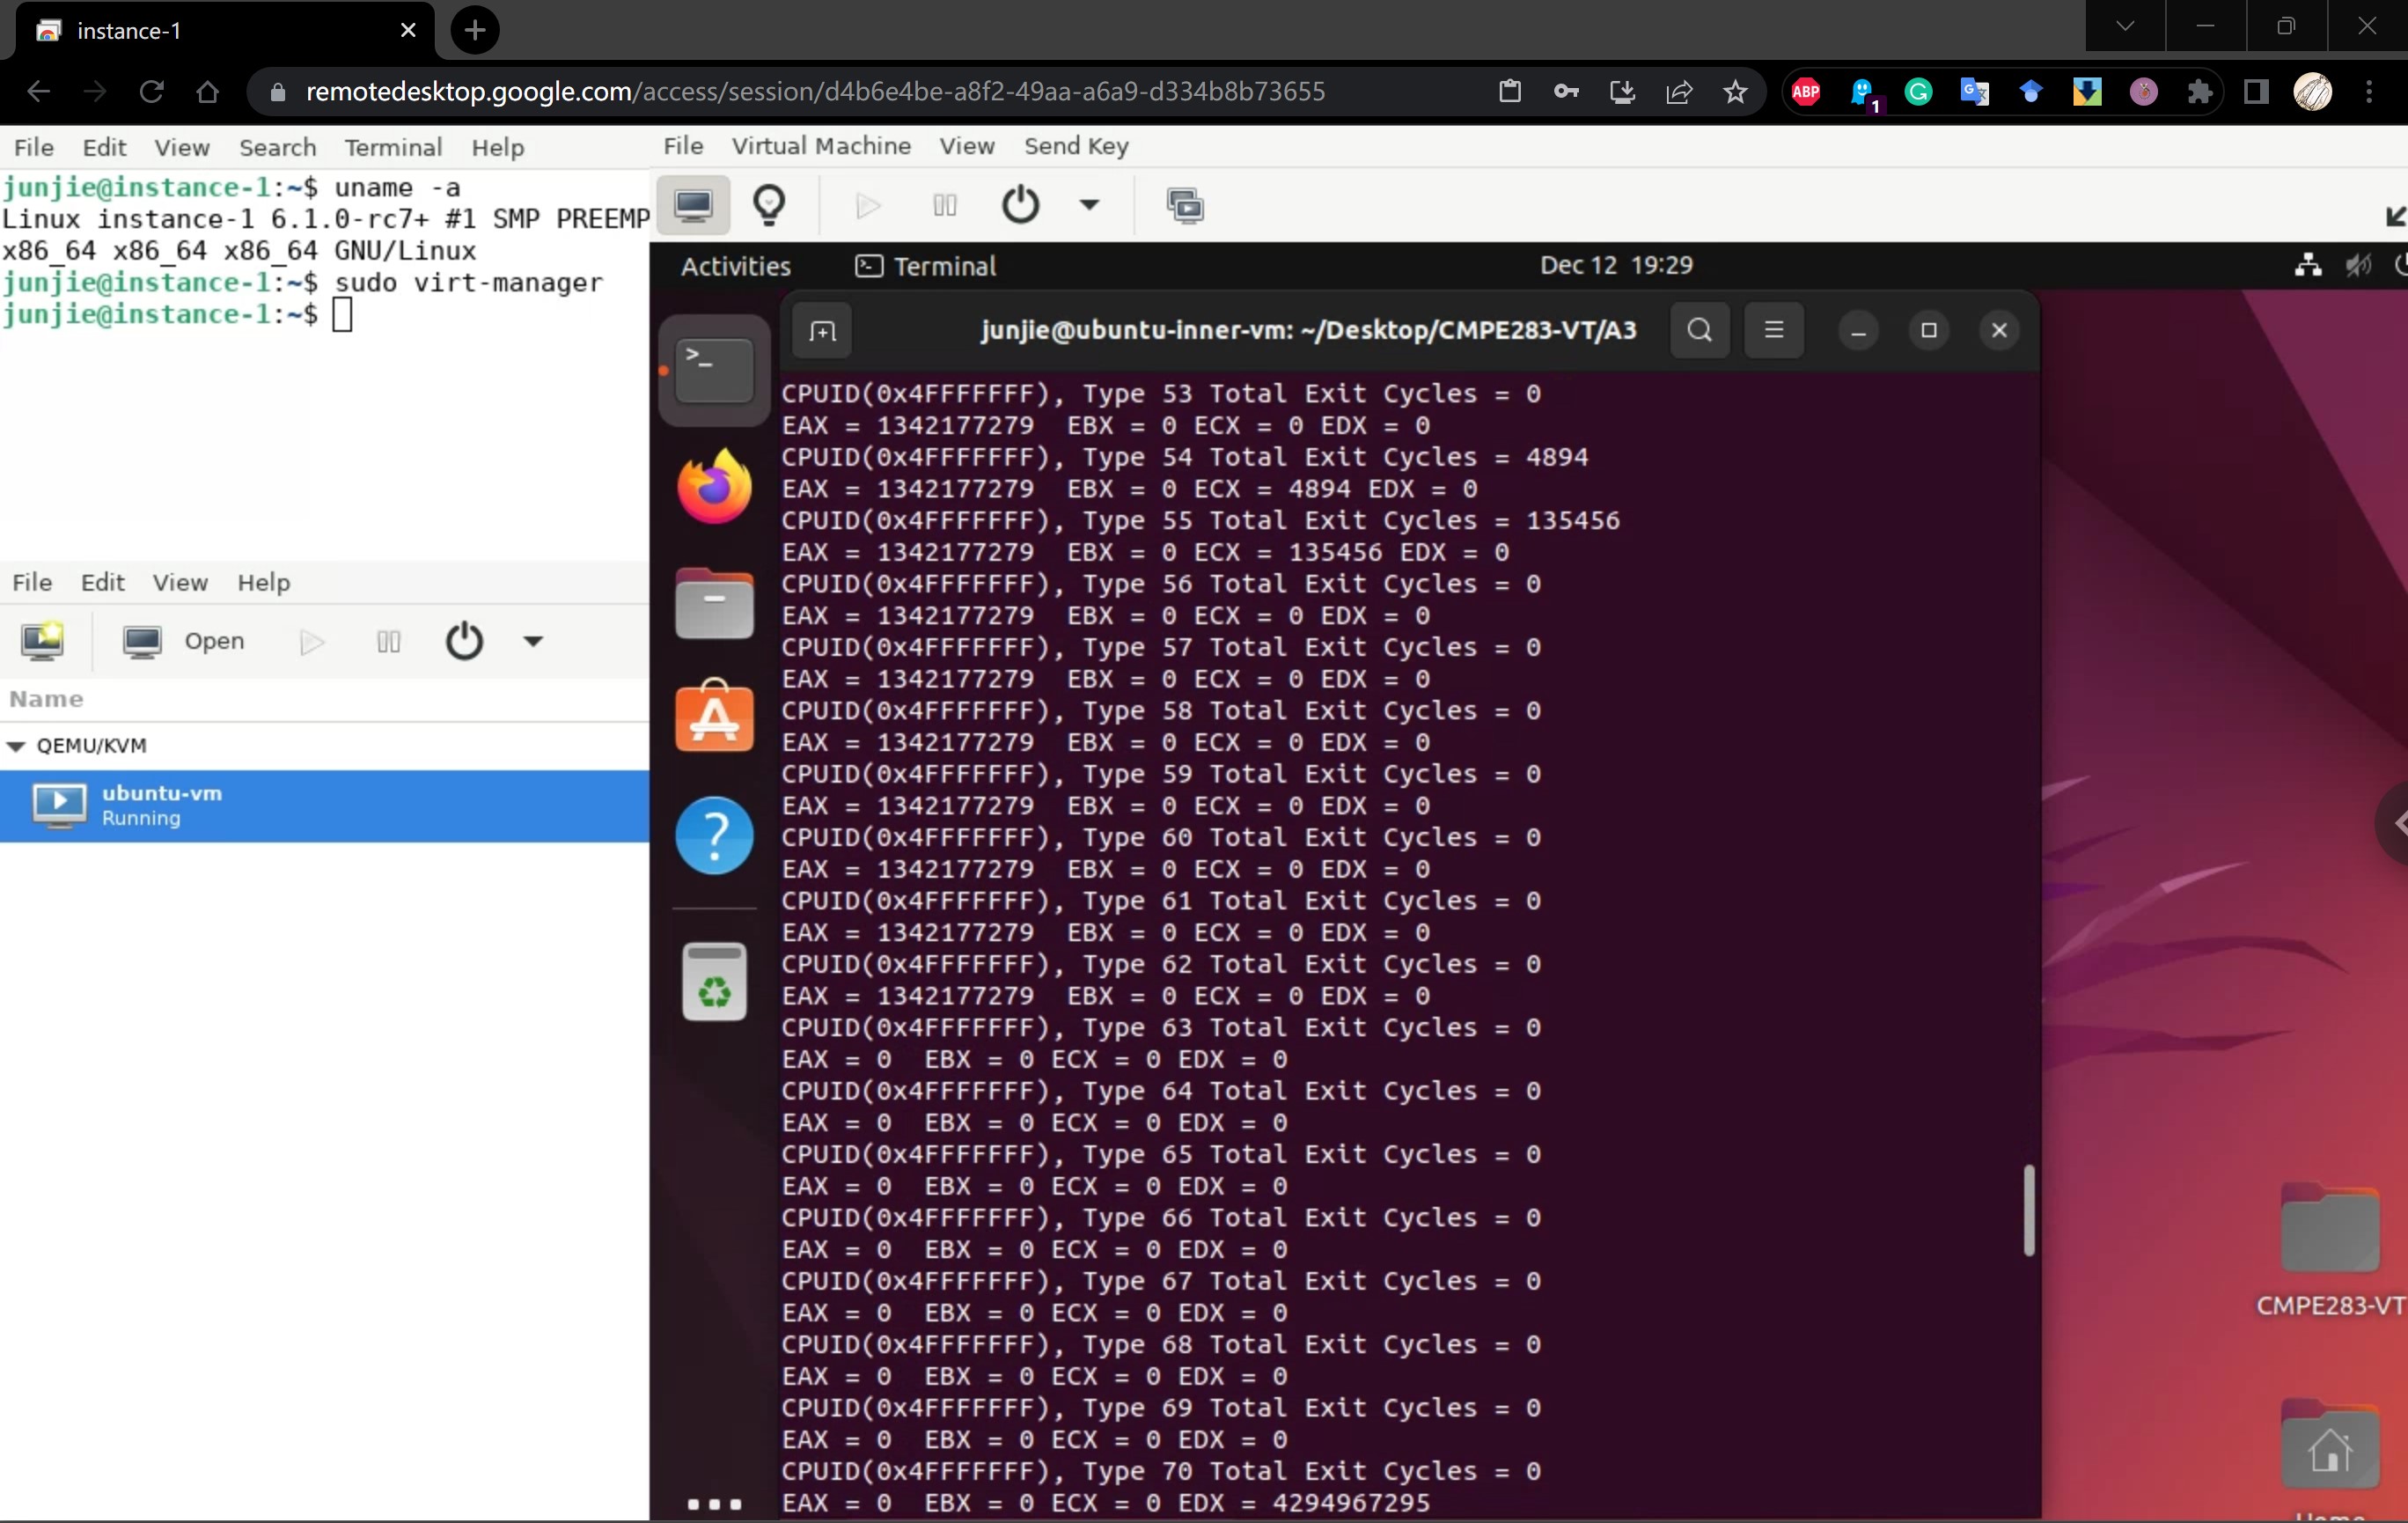 instance-1
remotedesktop.google.com/access/session/d4b6e4be-a8f2-49aa-a6a9-d334b8b73655
ABP
1
File Edit View Search Terminal Help
junjie@instance-1:~$ uname -a
Linux instance-1 6.1.0-rc7+ #1 SMP PREEMP
x86_64 x86_64 x86_64 GNU/Linux
junjie@instance-1:~$ sudo virt-manager
junjie@instance-1:~$
File Edit View Help
Open
Name
QEMU/KVM
ubuntu-vm
Running
File Virtual Machine View Send Key
Activities Terminal Dec 12 19:29
junjie@ubuntu-inner-vm: ~/Desktop/CMPE283-VT/A3
CPUID(0x4FFFFFFF), Type 53 Total Exit Cycles = 0
EAX = 1342177279 EBX = 0 ECX = 0 EDX = 0
CPUID(0x4FFFFFFF), Type 54 Total Exit Cycles = 4894
EAX = 1342177279 EBX = 0 ECX = 4894 EDX = 0
CPUID(0x4FFFFFFF), Type 55 Total Exit Cycles = 135456
EAX = 1342177279 EBX = 0 ECX = 135456 EDX = 0
CPUID(0x4FFFFFFF), Type 56 Total Exit Cycles = 0
EAX = 1342177279 EBX = 0 ECX = 0 EDX = 0
CPUID(0x4FFFFFFF), Type 57 Total Exit Cycles = 0
EAX = 1342177279 EBX = 0 ECX = 0 EDX = 0
CPUID(0x4FFFFFFF), Type 58 Total Exit Cycles = 0
EAX = 1342177279 EBX = 0 ECX = 0 EDX = 0
CPUID(0x4FFFFFFF), Type 59 Total Exit Cycles = 0
EAX = 1342177279 EBX = 0 ECX = 0 EDX = 0
CPUID(0x4FFFFFFF), Type 60 Total Exit Cycles = 0
EAX = 1342177279 EBX = 0 ECX = 0 EDX = 0
CPUID(0x4FFFFFFF), Type 61 Total Exit Cycles = 0
EAX = 1342177279 EBX = 0 ECX = 0 EDX = 0
CPUID(0x4FFFFFFF), Type 62 Total Exit Cycles = 0
EAX = 1342177279 EBX = 0 ECX = 0 EDX = 0
CPUID(0x4FFFFFFF), Type 63 Total Exit Cycles = 0
EAX = 0 EBX = 0 ECX = 0 EDX = 0
CPUID(0x4FFFFFFF), Type 64 Total Exit Cycles = 0
EAX = 0 EBX = 0 ECX = 0 EDX = 0
CPUID(0x4FFFFFFF), Type 65 Total Exit Cycles = 0
EAX = 0 EBX = 0 ECX = 0 EDX = 0
CPUID(0x4FFFFFFF), Type 66 Total Exit Cycles = 0
EAX = 0 EBX = 0 ECX = 0 EDX = 0
CPUID(0x4FFFFFFF), Type 67 Total Exit Cycles = 0
EAX = 0 EBX = 0 ECX = 0 EDX = 0
CPUID(0x4FFFFFFF), Type 68 Total Exit Cycles = 0
EAX = 0 EBX = 0 ECX = 0 EDX = 0
CPUID(0x4FFFFFFF), Type 69 Total Exit Cycles = 0
EAX = 0 EBX = 0 ECX = 0 EDX = 0
CPUID(0x4FFFFFFF), Type 70 Total Exit Cycles = 0
EAX = 0 EBX = 0 ECX = 0 EDX = 4294967295
CMPE283-VT